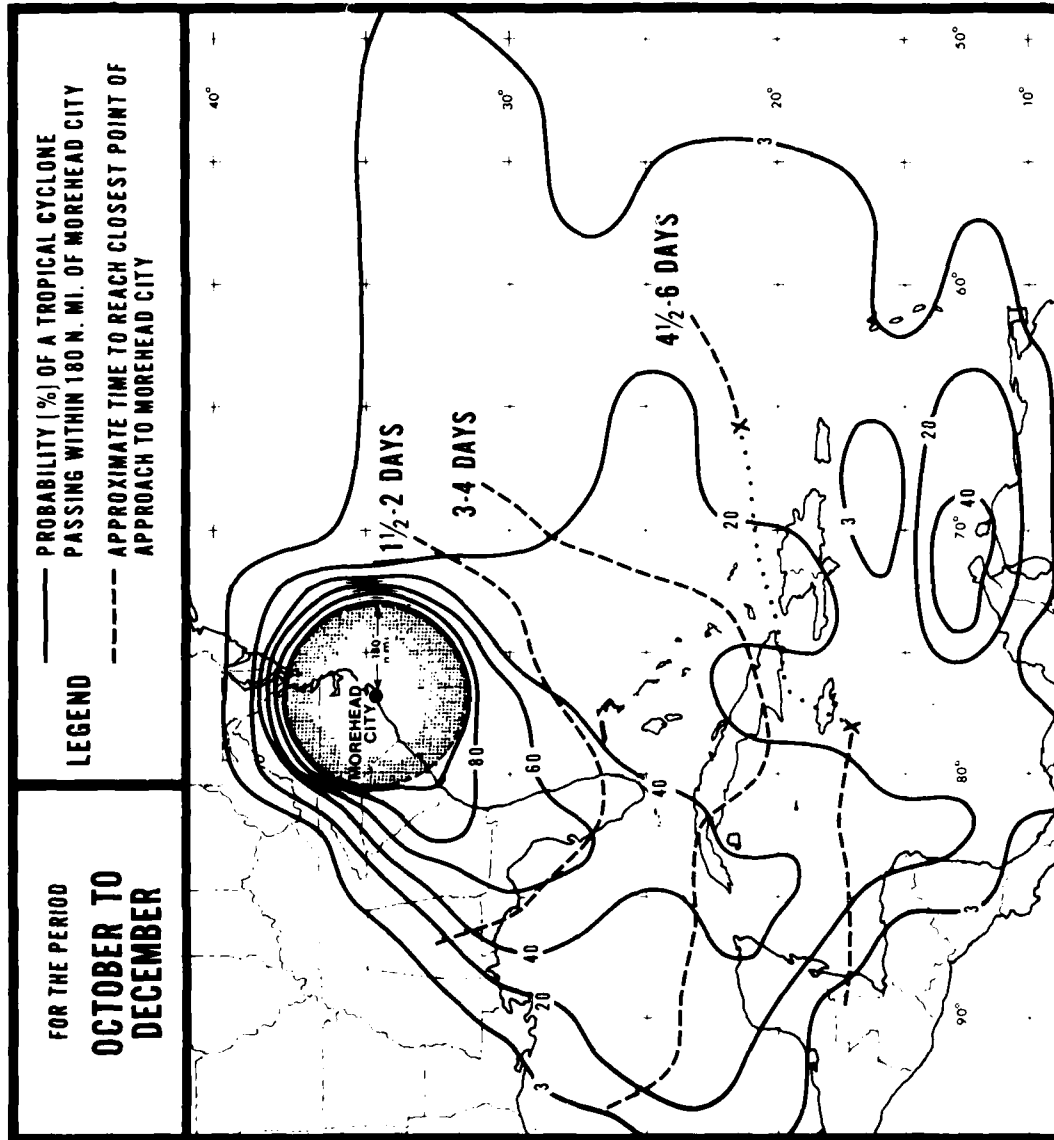 FOR THE PERIOD
OCTOBER TO
DECEMBER
LEGEND
PROBABILITY (%) OF A TROPICAL CYCLONE
PASSING WITHIN 180 N. MI. OF MOREHEAD CITY
APPROXIMATE TIME TO REACH CLOSEST POINT OF
APPROACH TO MOREHEAD CITY
40°
MOREHEAD
CITY
180
n mi
80
1½-2 DAYS
3-4 DAYS
30°
60
40
40
20
3
20
4½-6 DAYS
3
20°
3
20
40
3
90°
80°
70°
60°
50°
10°